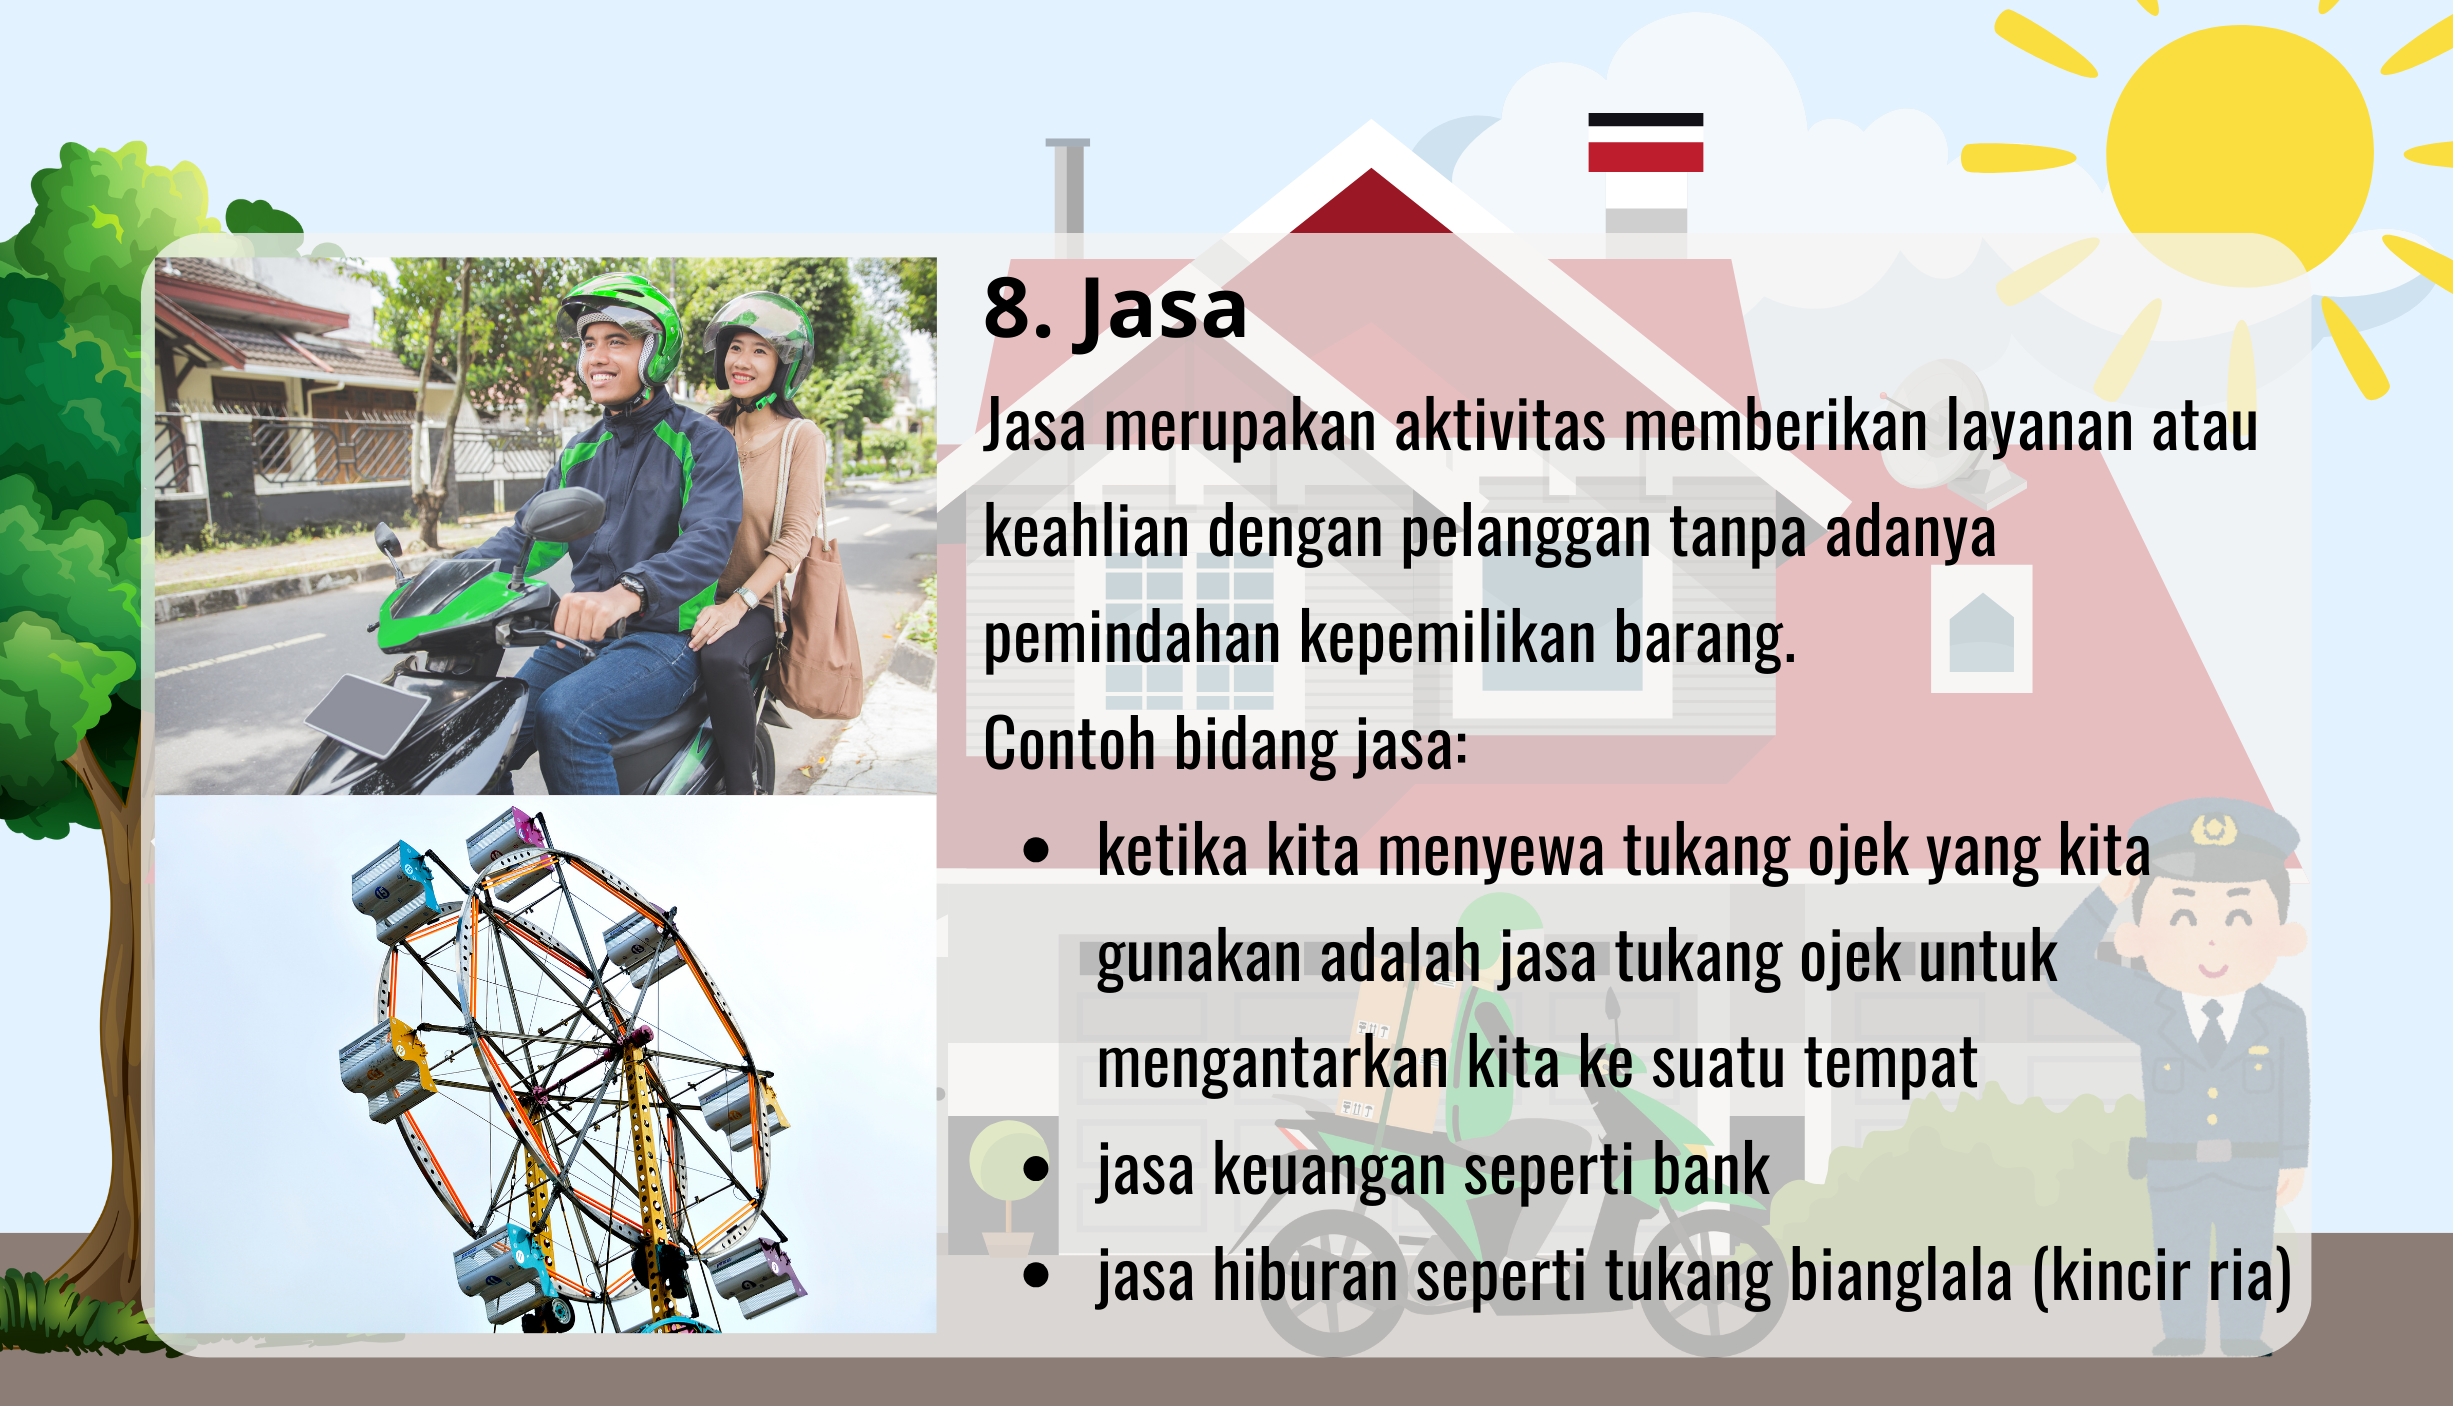 8. Jasa
Jasa merupakan aktivitas memberikan layanan atau
keahlian dengan pelanggan tanpa adanya
pemindahan kepemilikan barang.
Contoh bidang jasa:
• ketika kita menyewa tukang ojek yang kita
gunakan adalah jasa tukang ojek untuk
mengantarkan kita ke suatu tempat
• jasa keuangan seperti bank
• jasa hiburan seperti tukang bianglala (kincir ria)